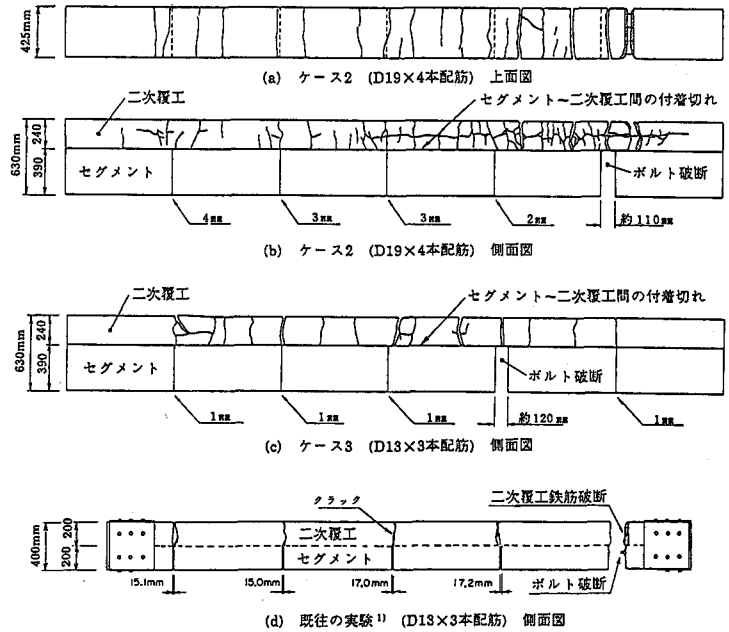 425mm
(a) ケース2 (D19×4本配筋) 上面図
二次覆工
セグメント～二次覆工間の付着切れ
630mm
240
390
セグメント
ボルト破断
4mm
3mm
3mm
2mm
約110mm
(b) ケース2 (D19×4本配筋) 側面図
二次覆工
セグメント～二次覆工間の付着切れ
630mm
240
390
セグメント
ボルト破断
1mm
1mm
1mm
約120mm
1mm
(c) ケース3 (D13×3本配筋) 側面図
クラック
二次覆工鉄筋破断
400mm
200
200
二次覆工
セグメント
15.1mm
15.0mm
17.0mm
17.2mm
ボルト破断
(d) 既往の実験1) (D13×3本配筋) 側面図